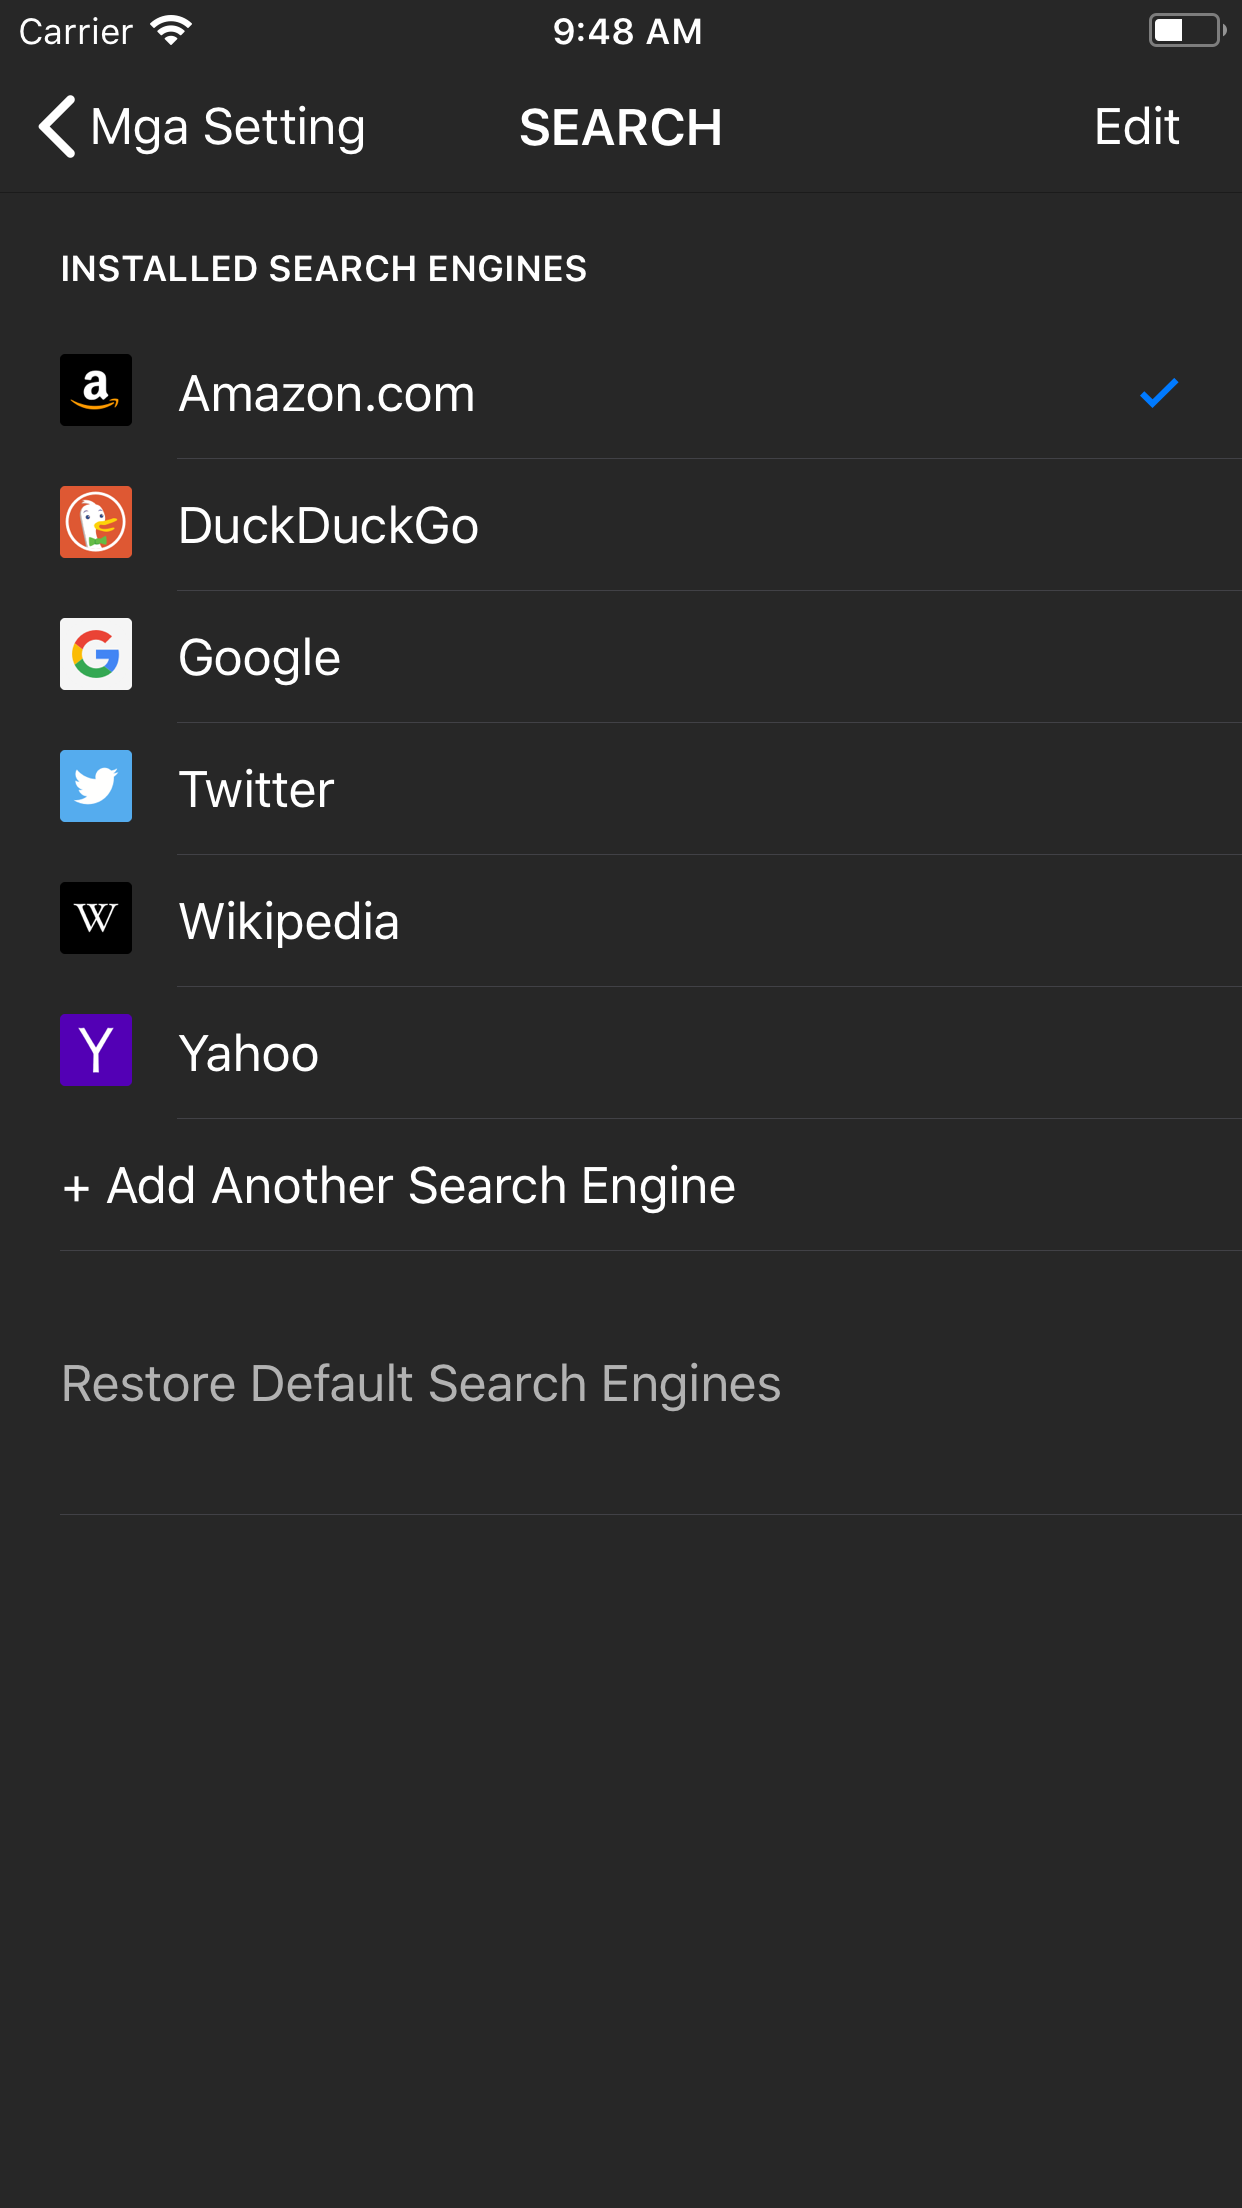 Carrier 9:48 AM
Mga Setting SEARCH Edit
INSTALLED SEARCH ENGINES
Amazon.com
DuckDuckGo
Google
Twitter
Wikipedia
Yahoo
+ Add Another Search Engine
Restore Default Search Engines